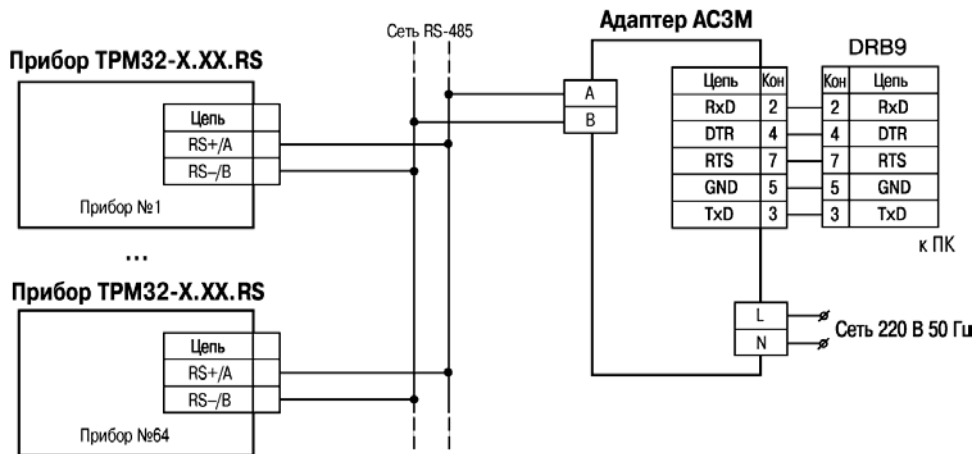 Сеть RS-485
Адаптер АС3М
DRB9
Прибор ТРМ32-Х.ХХ.RS
Цепь
RS+/A
RS–/B
Прибор №1
...
Прибор ТРМ32-Х.ХХ.RS
Цепь
RS+/A
RS–/B
Прибор №64
A
B
Цепь Кон Кон Цепь
RxD 2 2 RxD
DTR 4 4 DTR
RTS 7 7 RTS
GND 5 5 GND
TxD 3 3 TxD
к ПК
L
N
Сеть 220 В 50 Гц